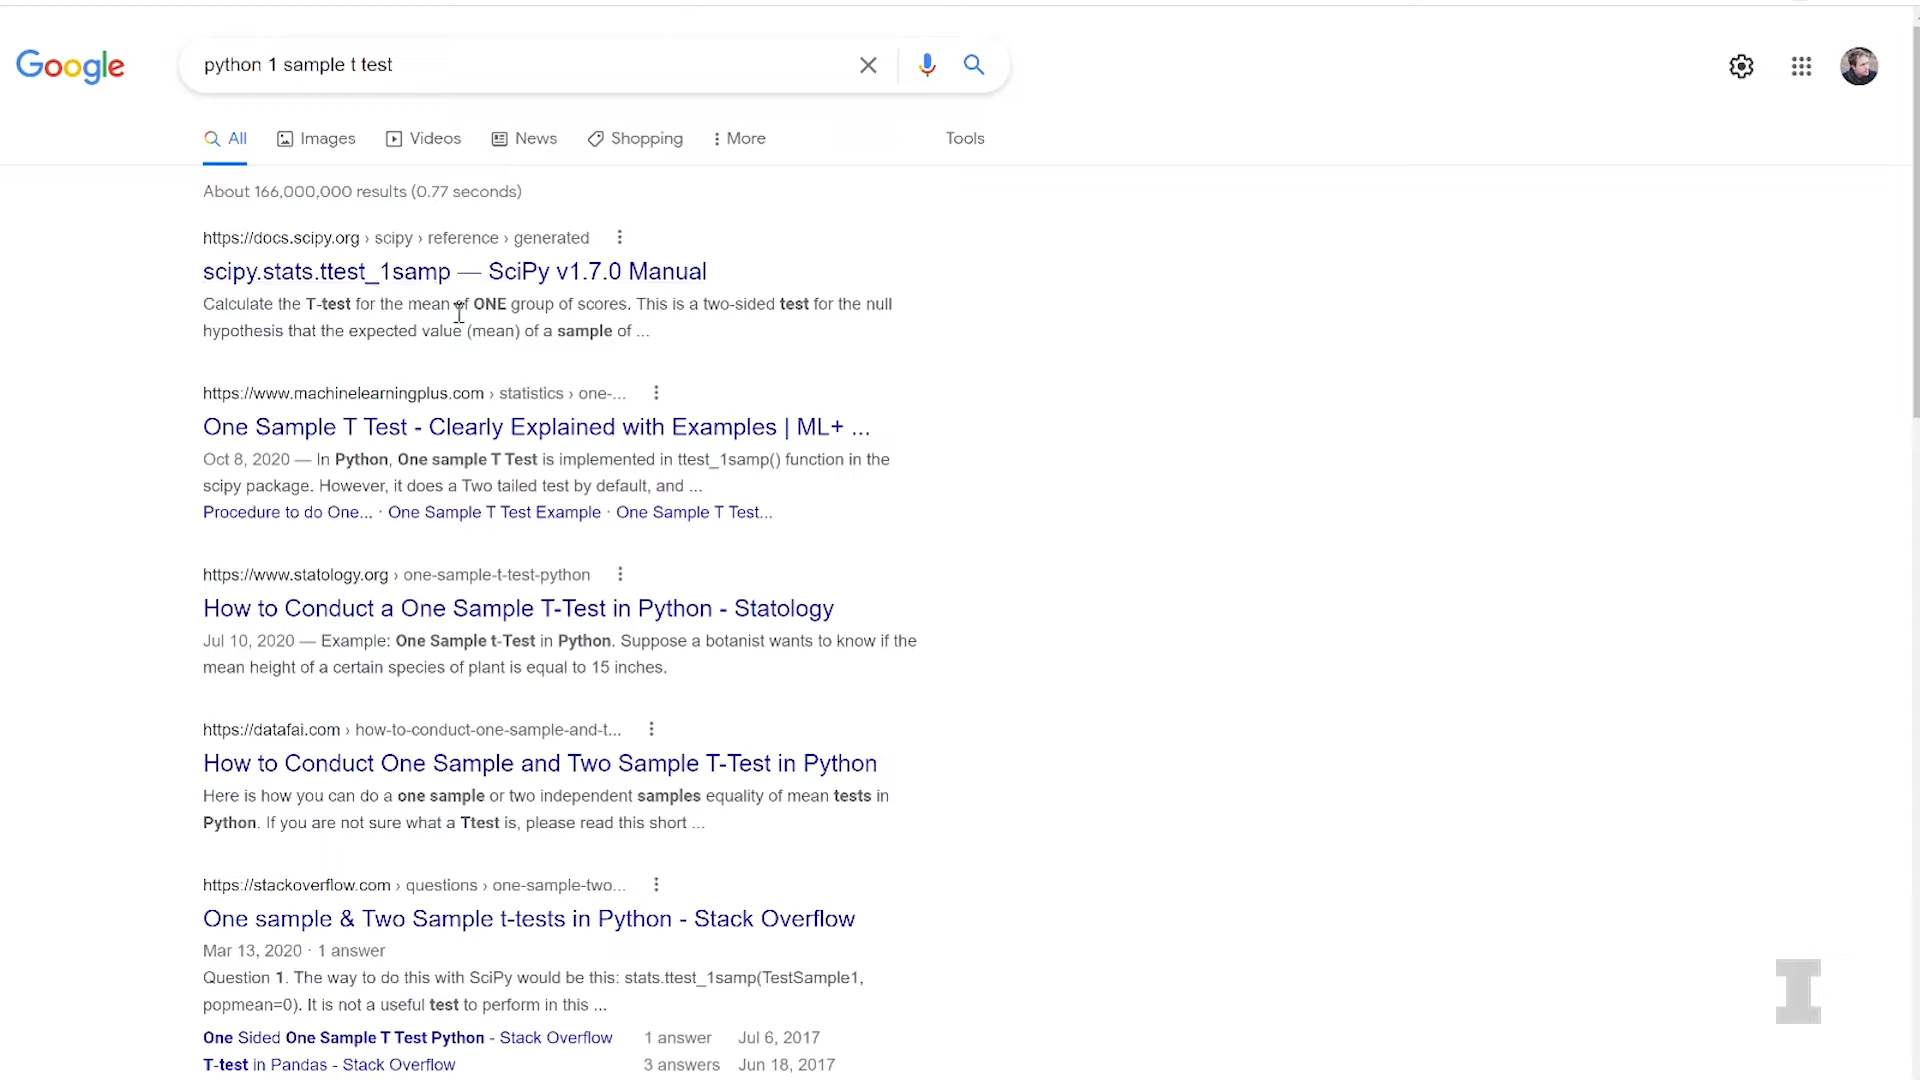 Google
python 1 sample t test
All Images Videos News Shopping More Tools
About 166,000,000 results (0.77 seconds)
https://docs.scipy.org › scipy › reference › generated
scipy.stats.ttest_1samp — SciPy v1.7.0 Manual
Calculate the T-test for the mean of ONE group of scores. This is a two-sided test for the null
hypothesis that the expected value (mean) of a sample of ...
https://www.machinelearningplus.com › statistics › one-...
One Sample T Test - Clearly Explained with Examples | ML+ ...
Oct 8, 2020 — In Python, One sample T Test is implemented in ttest_1samp() function in the
scipy package. However, it does a Two tailed test by default, and ...
Procedure to do One... · One Sample T Test Example · One Sample T Test...
https://www.statology.org › one-sample-t-test-python
How to Conduct a One Sample T-Test in Python - Statology
Jul 10, 2020 — Example: One Sample t-Test in Python. Suppose a botanist wants to know if the
mean height of a certain species of plant is equal to 15 inches.
https://datafai.com › how-to-conduct-one-sample-and-t...
How to Conduct One Sample and Two Sample T-Test in Python
Here is how you can do a one sample or two independent samples equality of mean tests in
Python. If you are not sure what a Ttest is, please read this short ...
https://stackoverflow.com › questions › one-sample-two...
One sample & Two Sample t-tests in Python - Stack Overflow
Mar 13, 2020 · 1 answer
Question 1. The way to do this with SciPy would be this: stats.ttest_1samp(TestSample1,
popmean=0). It is not a useful test to perform in this ...
One Sided One Sample T Test Python - Stack Overflow 1 answer Jul 6, 2017
T-test in Pandas - Stack Overflow 3 answers Jun 18, 2017